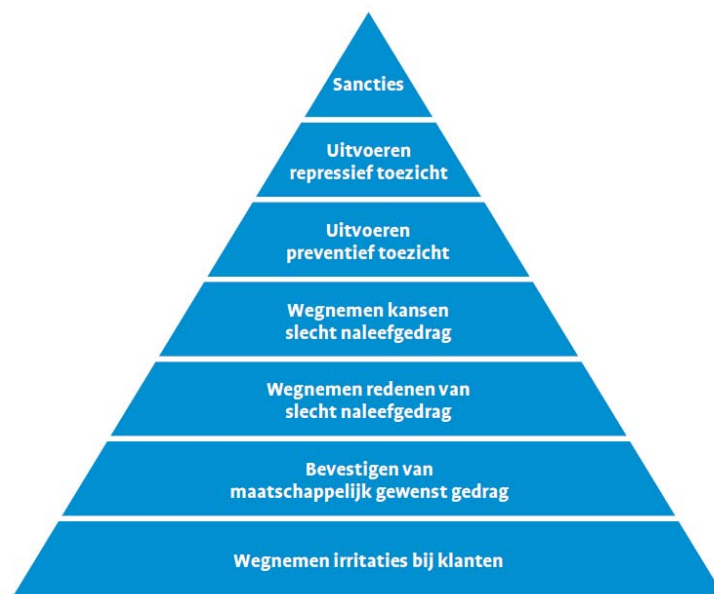 Sancties
Uitvoeren
repressief toezicht
Uitvoeren
preventief toezicht
Wegnemen kansen
slecht naleefgedrag
Wegnemen redenen van
slecht naleefgedrag
Bevestigen van
maatschappelijk gewenst gedrag
Wegnemen irritaties bij klanten